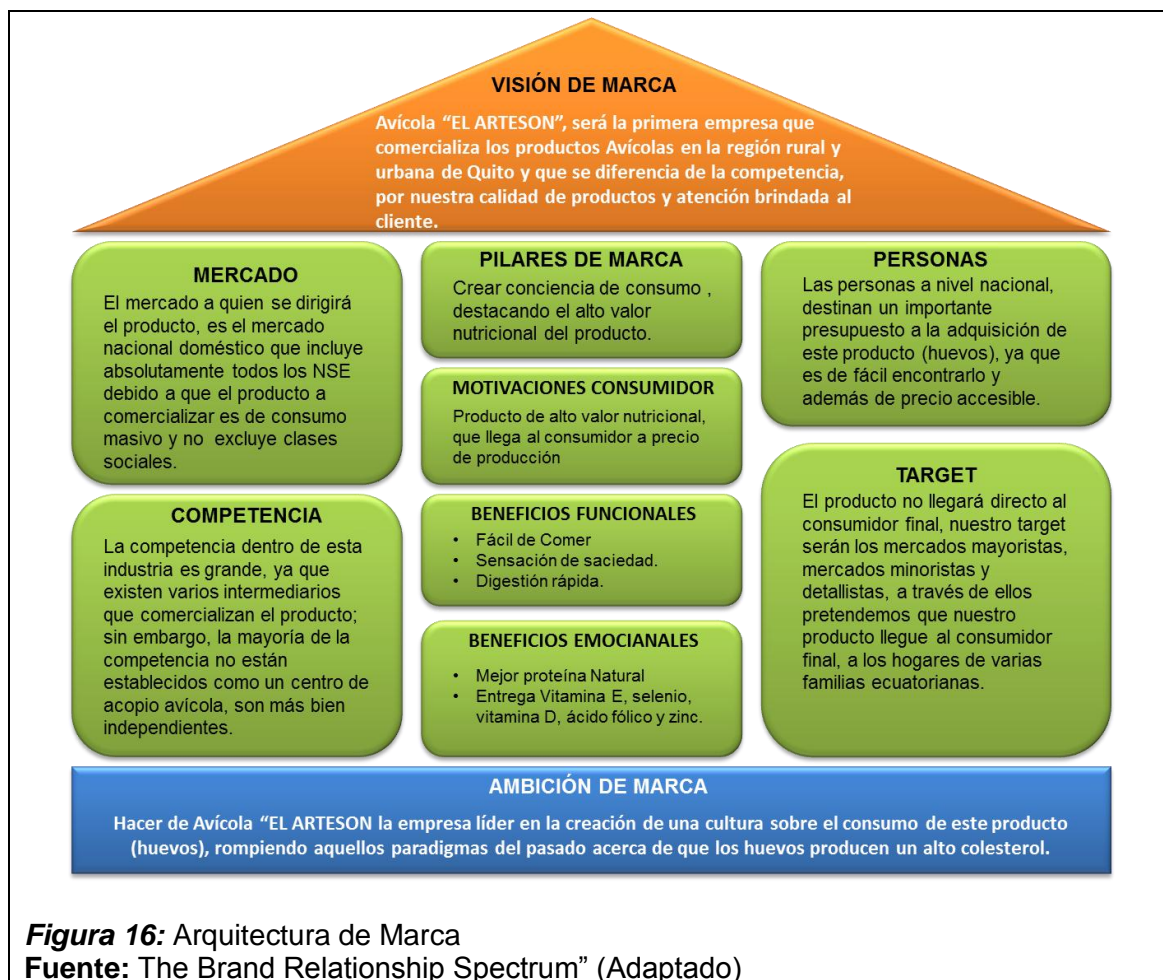 VISIÓN DE MARCA
Avícola “EL ARTESON”, será la primera empresa que
comercializa los productos Avícolas en la región rural y
urbana de Quito y que se diferencia de la competencia,
por nuestra calidad de productos y atención brindada al
cliente.
MERCADO
El mercado a quien se dirigirá
el producto, es el mercado
nacional doméstico que incluye
absolutamente todos los NSE
debido a que el producto a
comercializar es de consumo
masivo y no excluye clases
sociales.
COMPETENCIA
La competencia dentro de esta
industria es grande, ya que
existen varios intermediarios
que comercializan el producto;
sin embargo, la mayoría de la
competencia no están
establecidos como un centro de
acopio avícola, son más bien
independientes.
PILARES DE MARCA
Crear conciencia de consumo ,
destacando el alto valor
nutricional del producto.
MOTIVACIONES CONSUMIDOR
Producto de alto valor nutricional,
que llega al consumidor a precio
de producción
BENEFICIOS FUNCIONALES
• Fácil de Comer
• Sensación de saciedad.
• Digestión rápida.
BENEFICIOS EMOCIANALES
• Mejor proteína Natural
• Entrega Vitamina E, selenio,
vitamina D, ácido fólico y zinc.
PERSONAS
Las personas a nivel nacional,
destinan un importante
presupuesto a la adquisición de
este producto (huevos), ya que
es de fácil encontrarlo y
además de precio accesible.
TARGET
El producto no llegará directo al
consumidor final, nuestro target
serán los mercados mayoristas,
mercados minoristas y
detallistas, a través de ellos
pretendemos que nuestro
producto llegue al consumidor
final, a los hogares de varias
familias ecuatorianas.
AMBICIÓN DE MARCA
Hacer de Avícola “EL ARTESON la empresa líder en la creación de una cultura sobre el consumo de este producto
(huevos), rompiendo aquellos paradigmas del pasado acerca de que los huevos producen un alto colesterol.
Figura 16: Arquitectura de Marca
Fuente: The Brand Relationship Spectrum” (Adaptado)